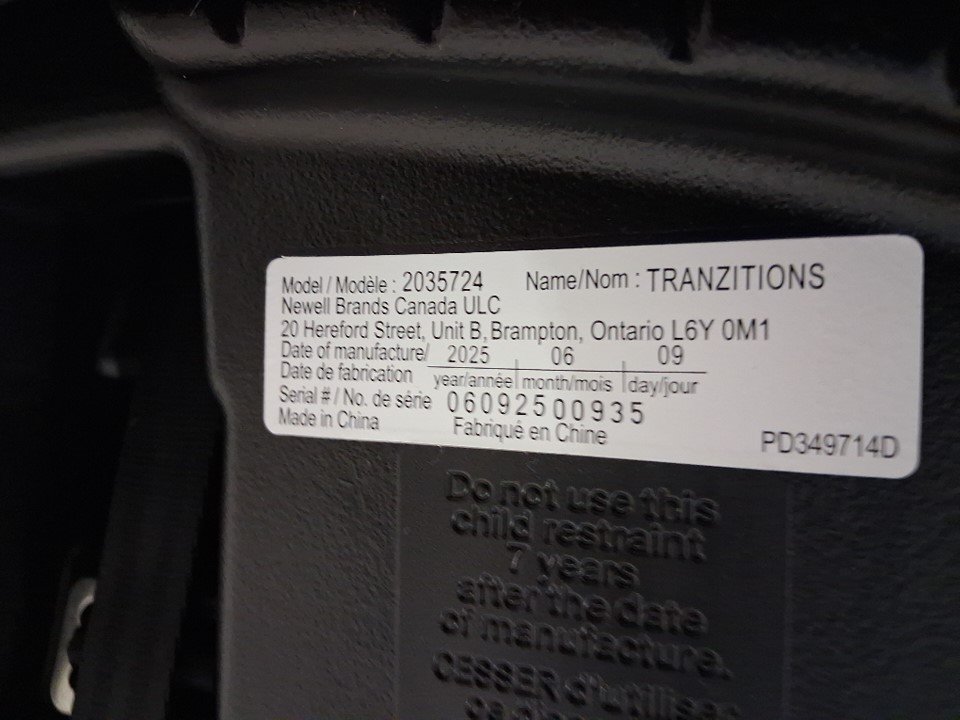 Model / Modèle : 2035724 Name/Nom : TRANZITIONS
Newell Brands Canada ULC
20 Hereford Street, Unit B, Brampton, Ontario L6Y 0M1
Date of manufacture/ 2025 06 09
Date de fabrication year/année month/mois day/jour
Serial # / No. de série 06092500935
Made in China Fabriqué en Chine PD349714D
Do not use this
child restraint
7 years
after the date
of manufacture.
CESSER d'utiliser